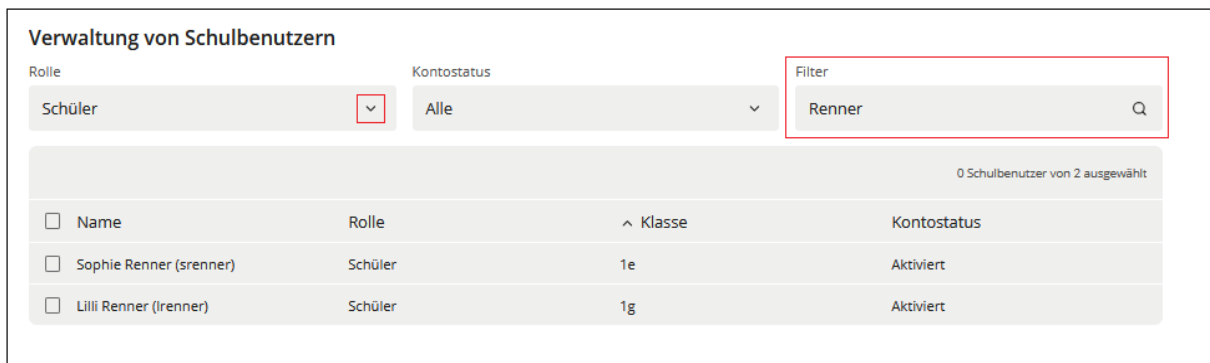 Verwaltung von Schulbenutzern
Rolle Kontostatus Filter
Schüler Alle Renner
0 Schulbenutzer von 2 ausgewählt
Name Rolle Klasse Kontostatus
Sophie Renner (srenner) Schüler 1e Aktiviert
Lilli Renner (lrenner) Schüler 1g Aktiviert